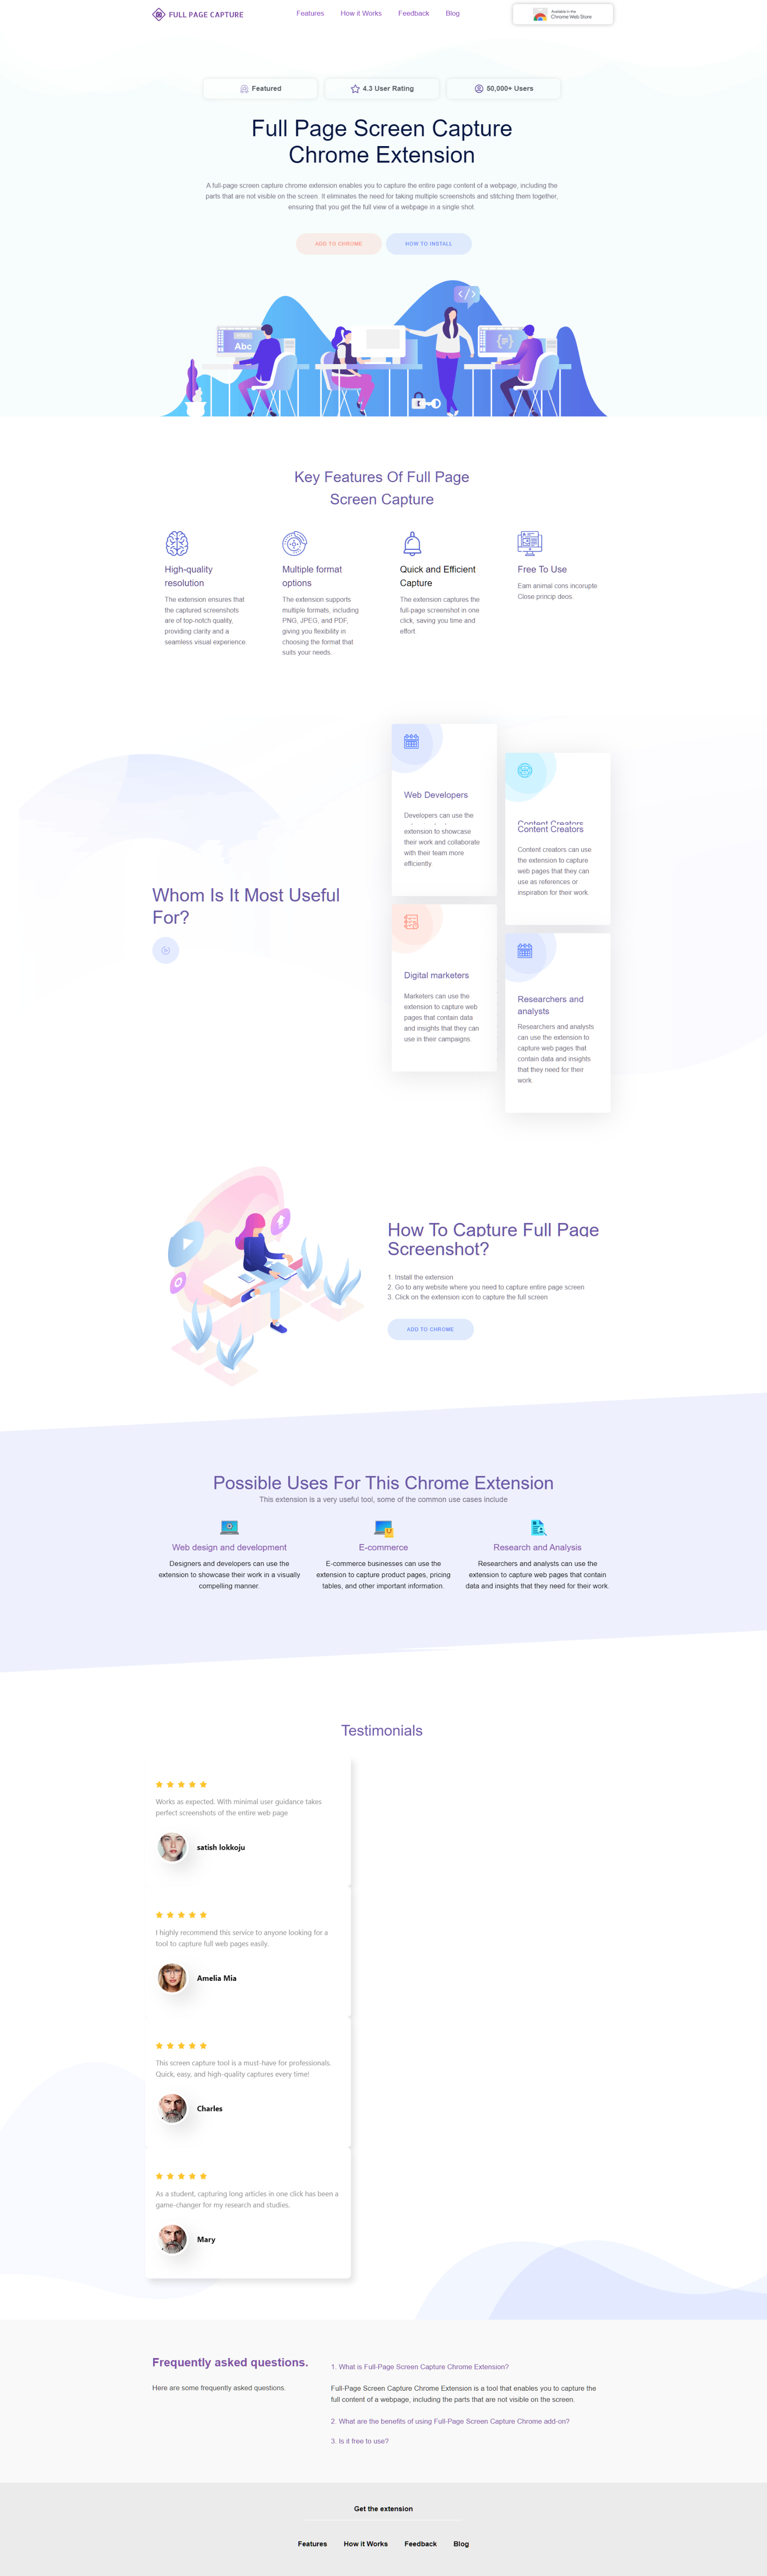 FULL PAGE CAPTURE
Features How it Works Feedback Blog
Available in the
Chrome Web Store
Featured
4.3 User Rating
50,000+ Users
Full Page Screen Capture
Chrome Extension
A full-page screen capture chrome extension enables you to capture the entire page content of a webpage, including the
parts that are not visible on the screen. It eliminates the need for taking multiple screenshots and stitching them together,
ensuring that you get the full view of a webpage in a single shot.
ADD TO CHROME
HOW TO INSTALL
Abc
Key Features Of Full Page
Screen Capture
High-quality
resolution
The extension ensures that
the captured screenshots
are of top-notch quality,
providing clarity and a
seamless visual experience.
Multiple format
options
The extension supports
multiple formats, including
PNG, JPEG, and PDF,
giving you flexibility in
choosing the format that
suits your needs.
Quick and Efficient
Capture
The extension captures the
full-page screenshot in one
click, saving you time and
effort.
Free To Use
Eam animal cons incorupte
Close princip deos.
Whom Is It Most Useful
For?
Web Developers
Developers can use the
extension to showcase
their work and collaborate
with their team more
efficiently.
Content Creators
Content Creators
Content creators can use
the extension to capture
web pages that they can
use as references or
inspiration for their work.
Digital marketers
Marketers can use the
extension to capture web
pages that contain data
and insights that they can
use in their campaigns.
Researchers and
analysts
Researchers and analysts
can use the extension to
capture web pages that
contain data and insights
that they need for their
work.
How To Capture Full Page
Screenshot?
1. Install the extension
2. Go to any website where you need to capture entire page screen
3. Click on the extension icon to capture the full screen
ADD TO CHROME
Possible Uses For This Chrome Extension
This extension is a very useful tool, some of the common use cases include
Web design and development
Designers and developers can use the
extension to showcase their work in a visually
compelling manner.
E-commerce
E-commerce businesses can use the
extension to capture product pages, pricing
tables, and other important information.
Research and Analysis
Researchers and analysts can use the
extension to capture web pages that contain
data and insights that they need for their work.
Testimonials
Works as expected. With minimal user guidance takes
perfect screenshots of the entire web page
satish lokkoju
I highly recommend this service to anyone looking for a
tool to capture full web pages easily.
Amelia Mia
This screen capture tool is a must-have for professionals.
Quick, easy, and high-quality captures every time!
Charles
As a student, capturing long articles in one click has been a
game-changer for my research and studies.
Mary
Frequently asked questions.
Here are some frequently asked questions.
1. What is Full-Page Screen Capture Chrome Extension?
Full-Page Screen Capture Chrome Extension is a tool that enables you to capture the
full content of a webpage, including the parts that are not visible on the screen.
2. What are the benefits of using Full-Page Screen Capture Chrome add-on?
3. Is it free to use?
Get the extension
Features How it Works Feedback Blog